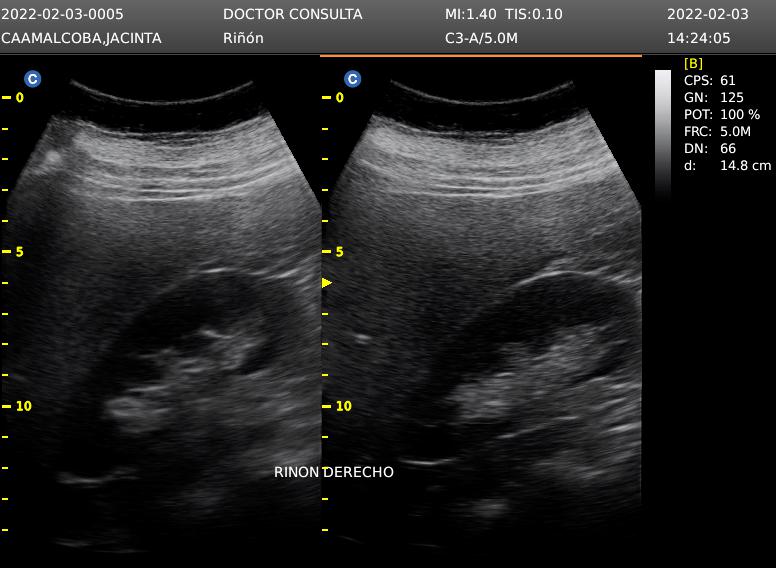 2022-02-03-0005 DOCTOR CONSULTA MI:1.40 TIS:0.10 2022-02-03
CAAMALCOBA,JACINTA Riñón C3-A/5.0M 14:24:05
[B]
CPS: 61
GN: 125
POT: 100 %
FRC: 5.0M
DN: 66
d: 14.8 cm
C C
0 0
5 5
10 10
RINON DERECHO